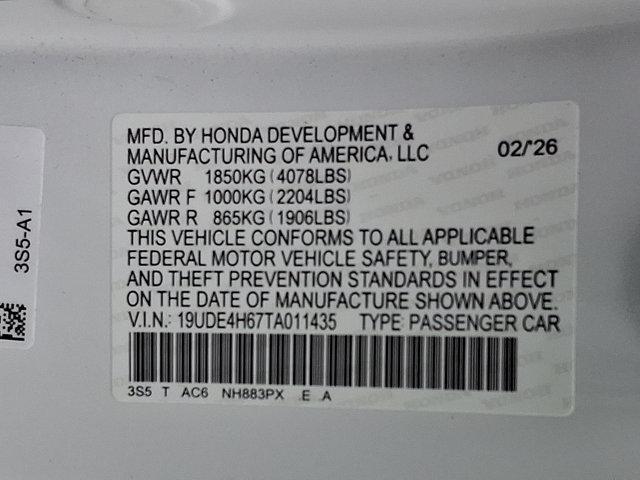 MFD. BY HONDA DEVELOPMENT &
MANUFACTURING OF AMERICA, LLC 02/'26
GVWR 1850KG (4078LBS)
GAWR F 1000KG (2204LBS)
GAWR R 865KG (1906LBS)
THIS VEHICLE CONFORMS TO ALL APPLICABLE
FEDERAL MOTOR VEHICLE SAFETY, BUMPER,
AND THEFT PREVENTION STANDARDS IN EFFECT
ON THE DATE OF MANUFACTURE SHOWN ABOVE.
V.I.N.: 19UDE4H67TA011435 TYPE: PASSENGER CAR
3S5 T AC6 NH883PX E A
3S5-A1